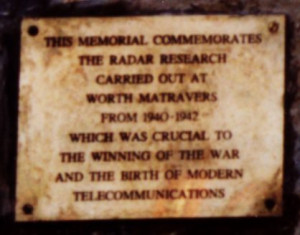 THIS MEMORIAL COMMEMORATES
THE RADAR RESEARCH
CARRIED OUT AT
WORTH MATRAVERS
FROM 1940-1942
WHICH WAS CRUCIAL TO
THE WINNING OF THE WAR
AND THE BIRTH OF MODERN
TELECOMMUNICATIONS